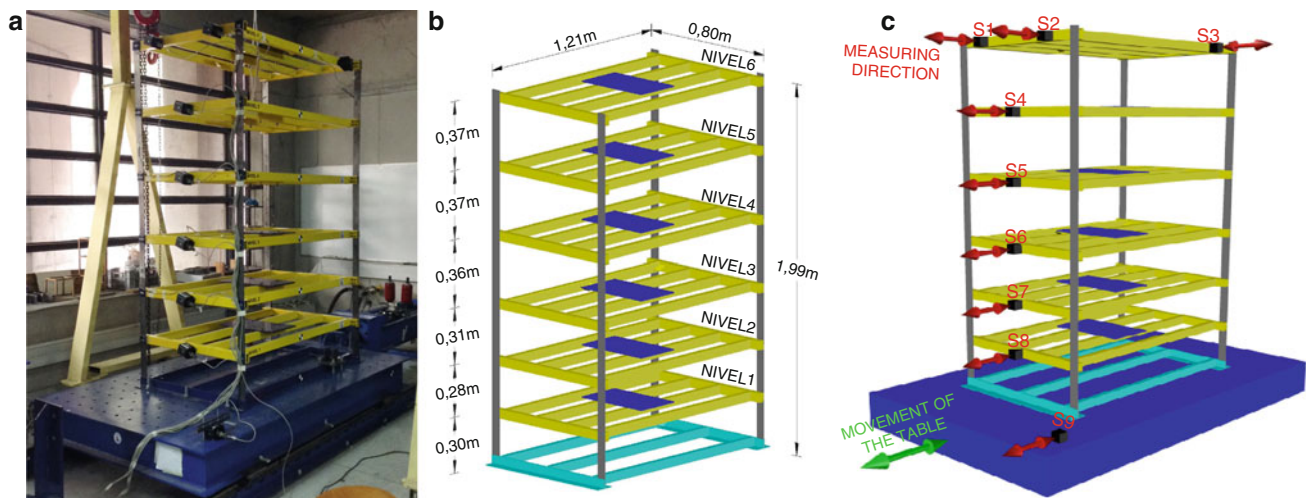 a
b
c
1,21m
0,80m
NIVEL6
NIVEL5
NIVEL4
NIVEL3
NIVEL2
NIVEL1
0,37m
0,37m
0,36m
0,31m
0,28m
0,30m
1,99m
S1
S2
S3
MEASURING
DIRECTION
S4
S5
S6
S7
S8
S9
MOVEMENT OF
THE TABLE